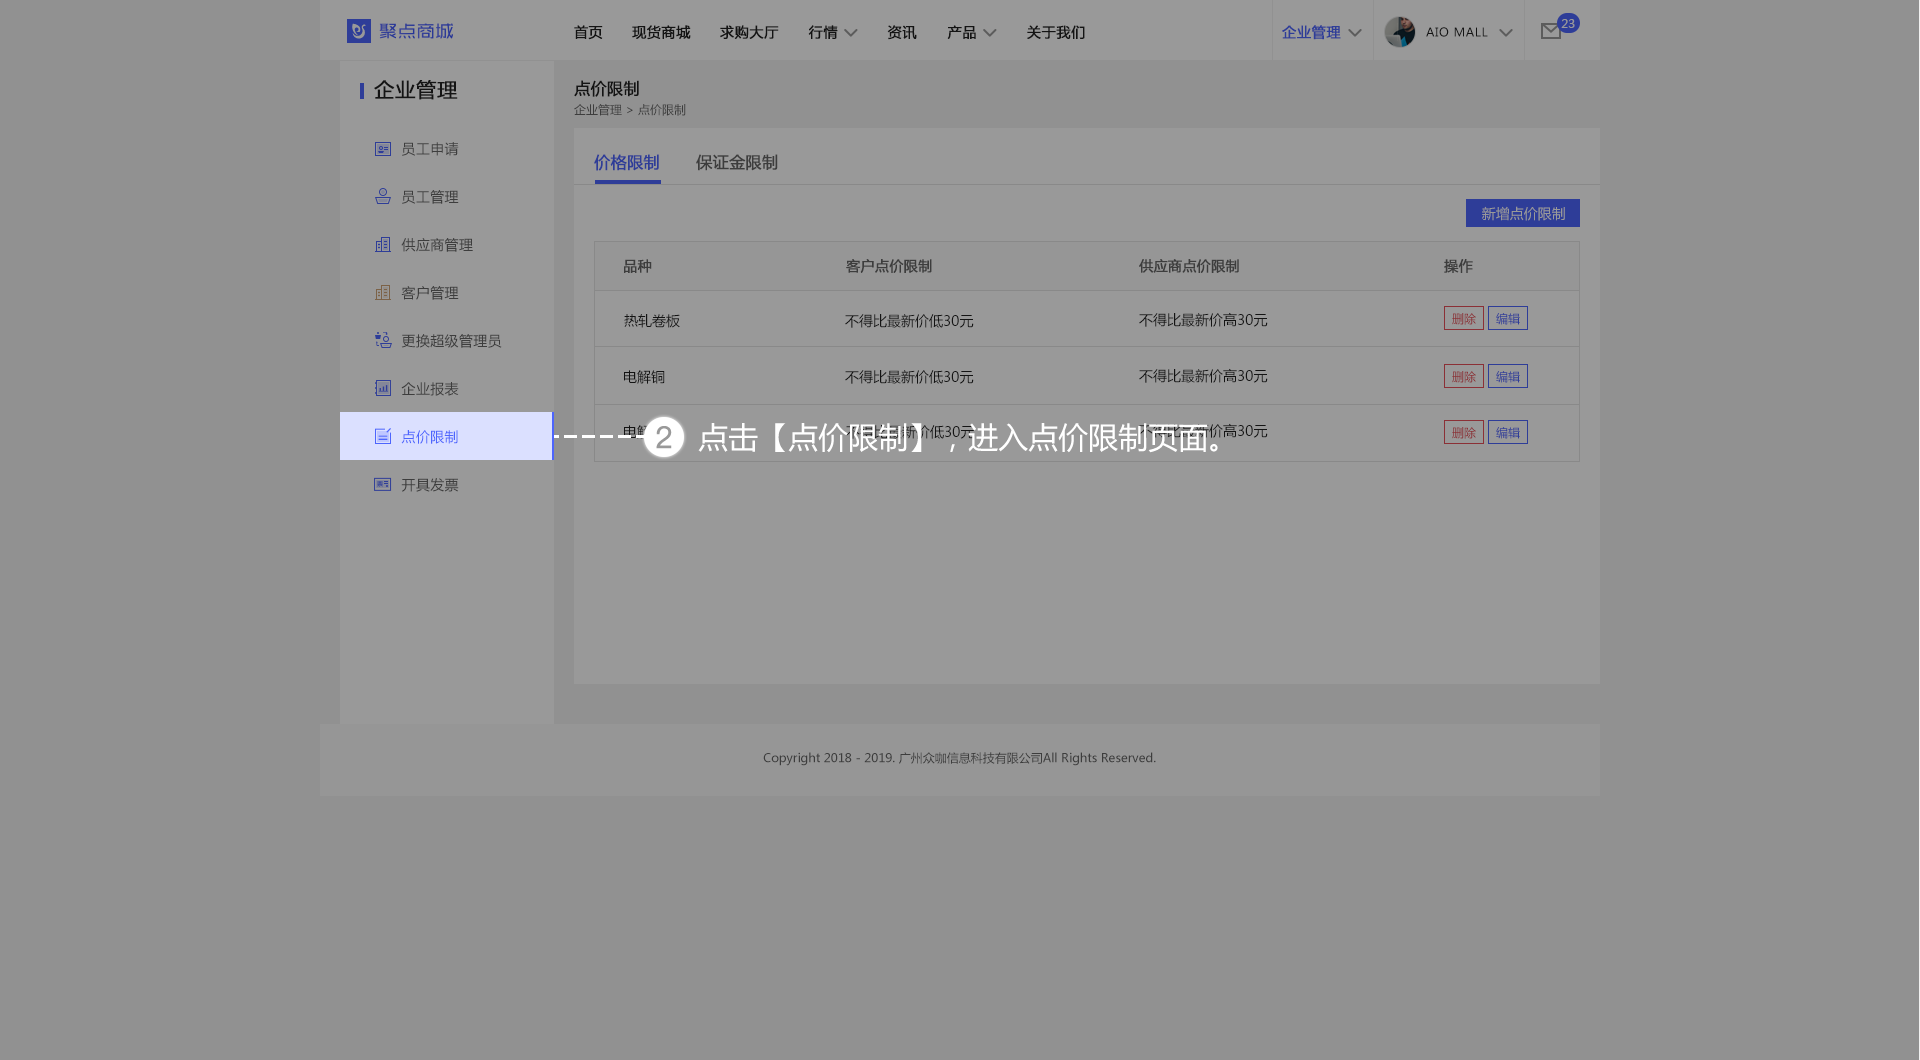 聚点商城
首页 现货商城 求购大厅 行情 资讯 产品 关于我们
企业管理 AIO MALL 23
企业管理
员工申请
员工管理
供应商管理
客户管理
更换超级管理员
企业报表
点价限制
开具发票
点价限制
企业管理 > 点价限制
价格限制 保证金限制
新增点价限制
品种 客户点价限制 供应商点价限制 操作
热轧卷板 不得比最新价低30元 不得比最新价高30元 删除 编辑
电解铜 不得比最新价低30元 不得比最新价高30元 删除 编辑
不得比最新价低30元 不得比最新价高30元 删除 编辑
2 点击【点价限制】，进入点价限制页面。
Copyright 2018 - 2019. 广州众咖信息科技有限公司All Rights Reserved.